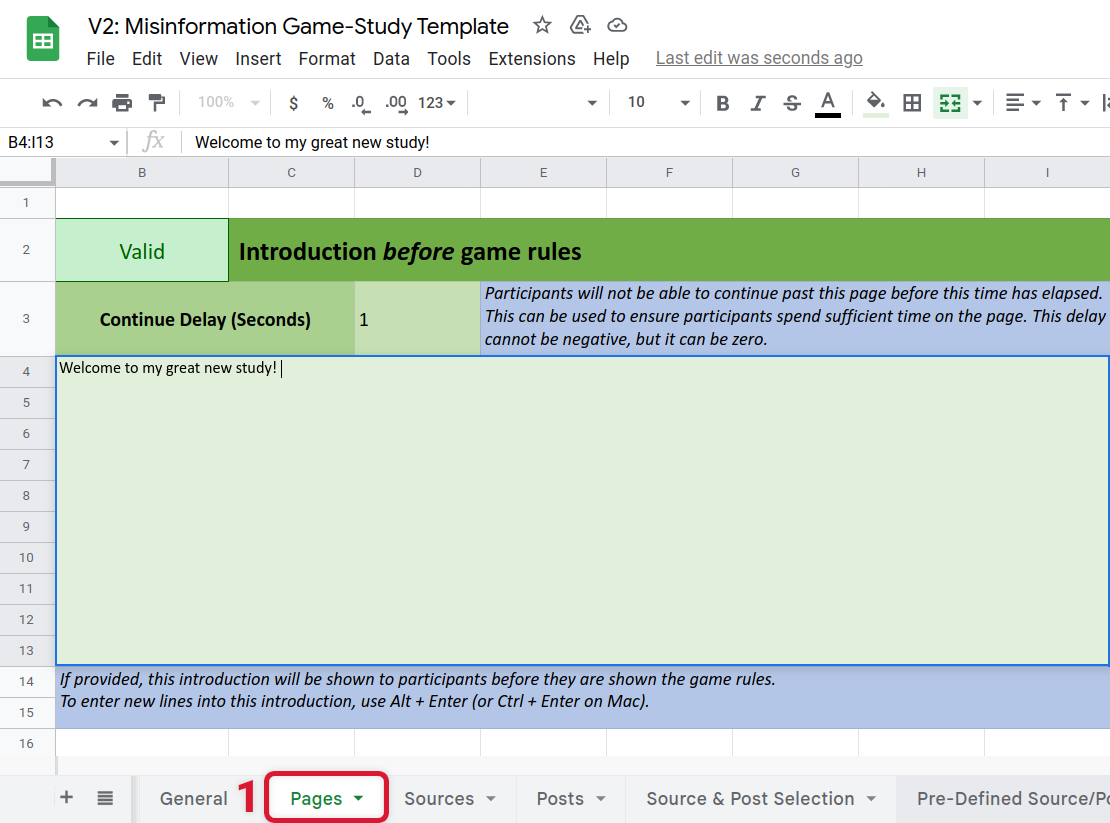 V2: Misinformation Game-Study Template
File Edit View Insert Format Data Tools Extensions Help Last edit was seconds ago
100% $ % .0 .00 123 10 B I S A
B4:I13 fx Welcome to my great new study!
B C D E F G H I
1
2 Valid Introduction before game rules
3 Continue Delay (Seconds) 1 Participants will not be able to continue past this page before this time has elapsed.
This can be used to ensure participants spend sufficient time on the page. This delay
cannot be negative, but it can be zero.
4 Welcome to my great new study!
5
6
7
8
9
10
11
12
13
14 If provided, this introduction will be shown to participants before they are shown the game rules.
15 To enter new lines into this introduction, use Alt + Enter (or Ctrl + Enter on Mac).
16
+ General 1 Pages Sources Posts Source & Post Selection Pre-Defined Source/Po